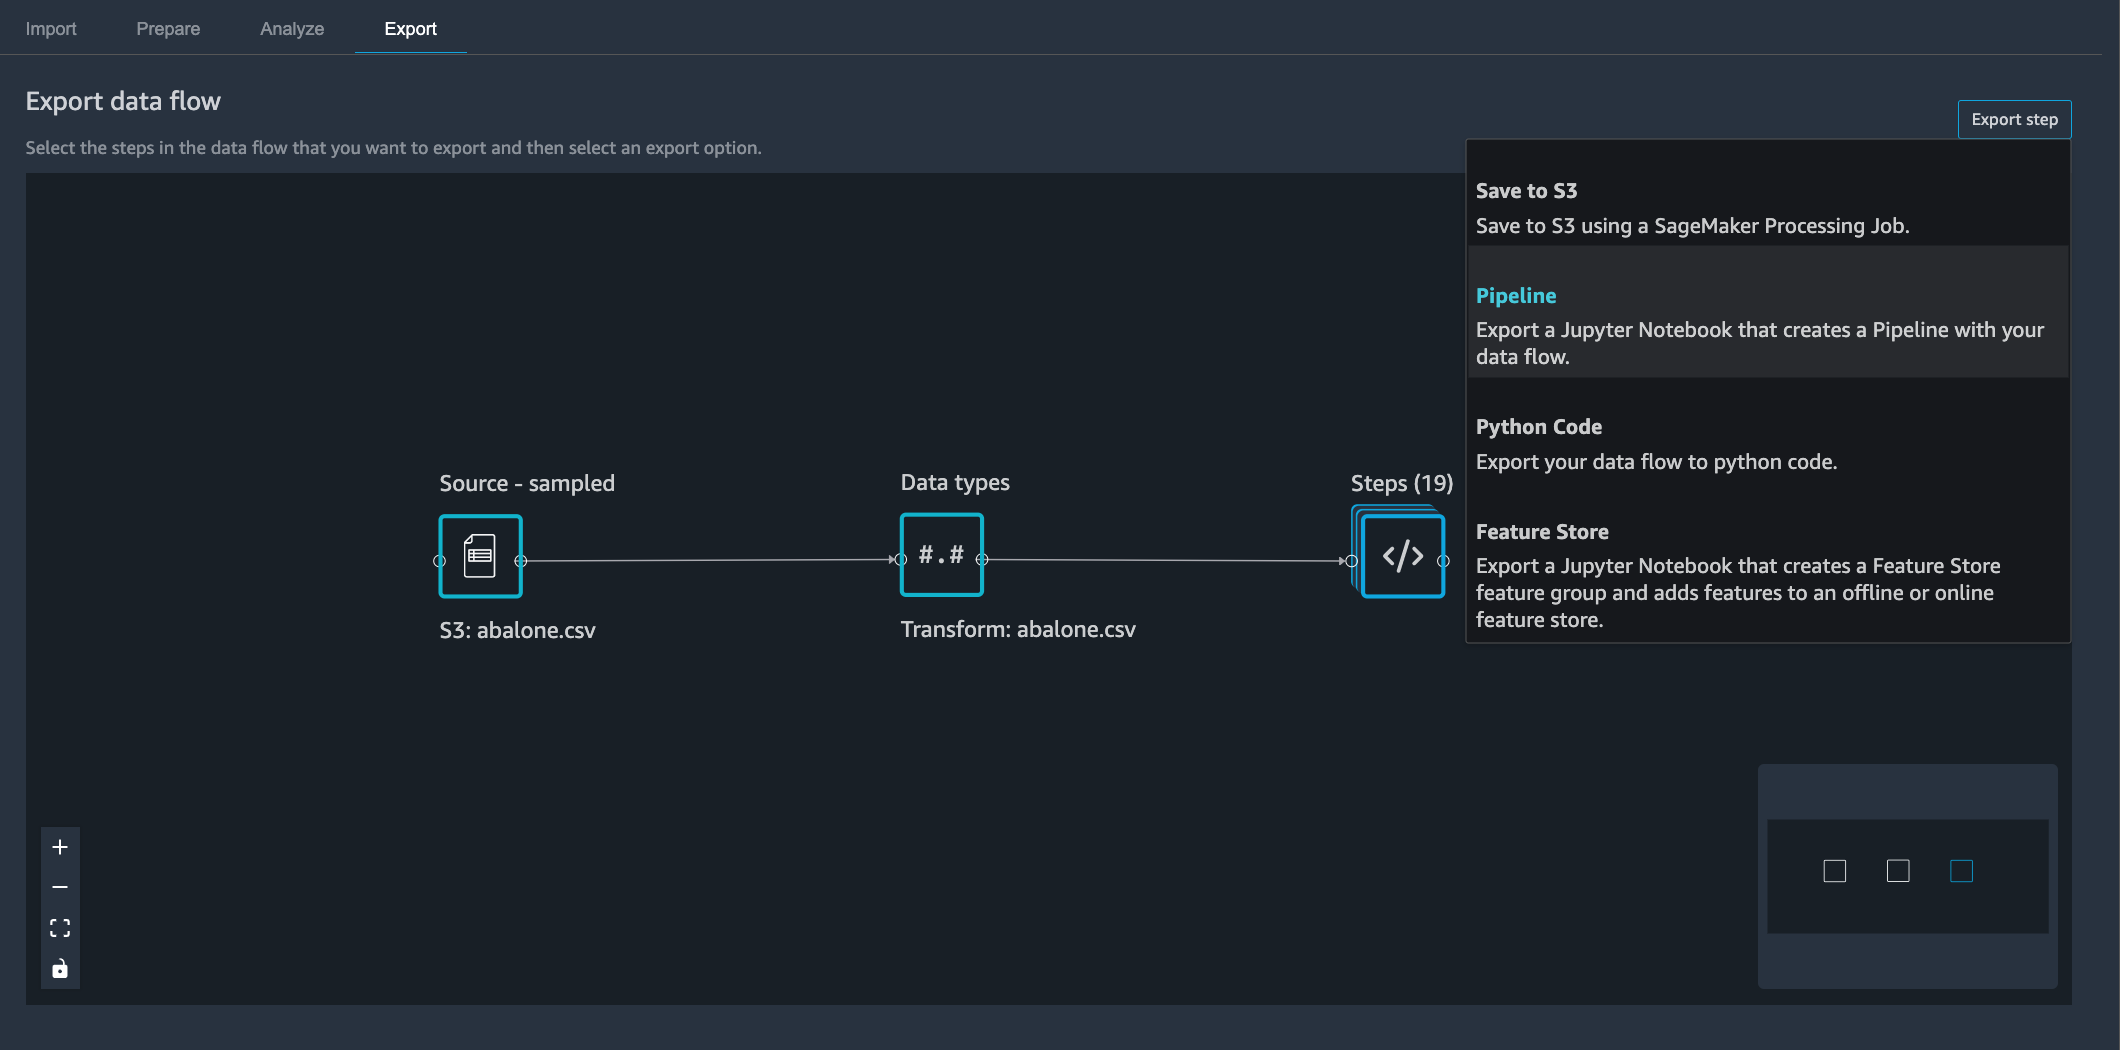 Import Prepare Analyze Export
Export data flow
Export step
Select the steps in the data flow that you want to export and then select an export option.
Save to S3
Save to S3 using a SageMaker Processing Job.
Pipeline
Export a Jupyter Notebook that creates a Pipeline with your
data flow.
Python Code
Export your data flow to python code.
Feature Store
Export a Jupyter Notebook that creates a Feature Store
feature group and adds features to an offline or online
feature store.
Source - sampled
S3: abalone.csv
Data types
#.#
Transform: abalone.csv
Steps (19)
</>